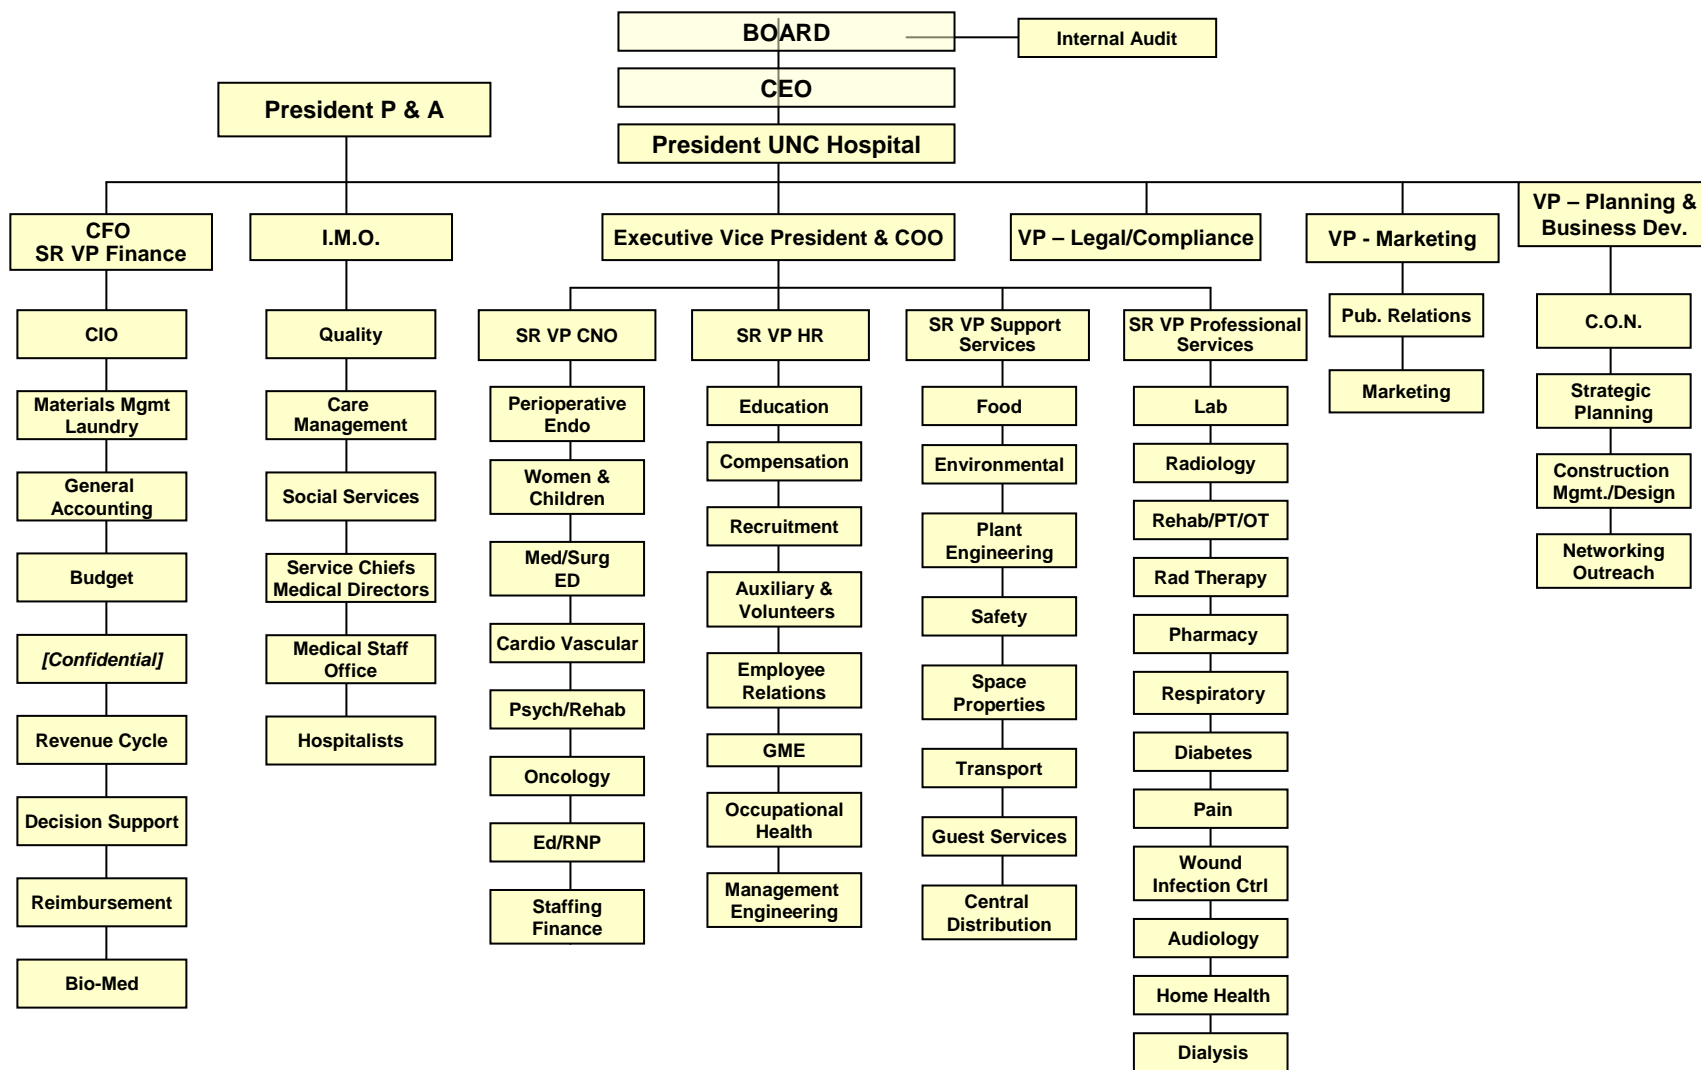 BOARD
Internal Audit
CEO
President P & A
President UNC Hospital
CFO
SR VP Finance
I.M.O.
Executive Vice President & COO
VP – Legal/Compliance
VP - Marketing
VP – Planning &
Business Dev.
CIO
Materials Mgmt
Laundry
General
Accounting
Budget
[Confidential]
Revenue Cycle
Decision Support
Reimbursement
Bio-Med
Quality
Care
Management
Social Services
Service Chiefs
Medical Directors
Medical Staff
Office
Hospitalists
SR VP CNO
Perioperative
Endo
Women &
Children
Med/Surg
ED
Cardio Vascular
Psych/Rehab
Oncology
Ed/RNP
Staffing
Finance
SR VP HR
Education
Compensation
Recruitment
Auxiliary &
Volunteers
Employee
Relations
GME
Occupational
Health
Management
Engineering
SR VP Support
Services
Food
Environmental
Plant
Engineering
Safety
Space
Properties
Transport
Guest Services
Central
Distribution
SR VP Professional
Services
Lab
Radiology
Rehab/PT/OT
Rad Therapy
Pharmacy
Respiratory
Diabetes
Pain
Wound
Infection Ctrl
Audiology
Home Health
Dialysis
Pub. Relations
Marketing
C.O.N.
Strategic
Planning
Construction
Mgmt./Design
Networking
Outreach